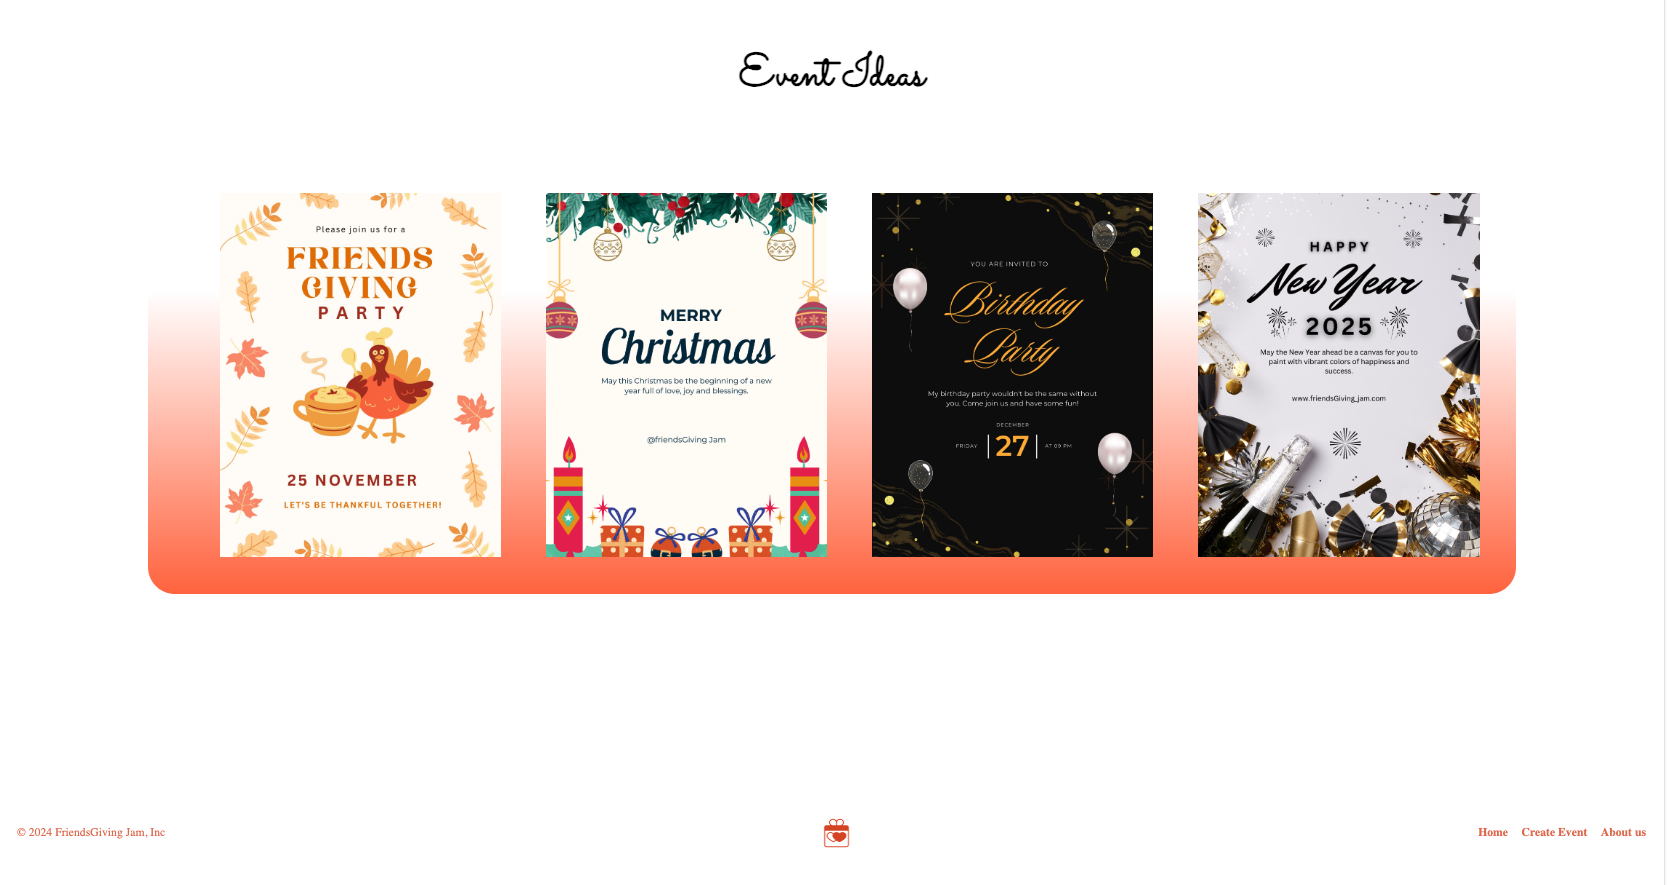 Event Ideas
Please join us for a
FRIENDS
GIVING
PARTY
25 NOVEMBER
LET'S BE THANKFUL TOGETHER!
MERRY
Christmas
May this Christmas be the beginning of a new
year full of love, joy and blessings.
@friendsGiving Jam
YOU ARE INVITED TO
Birthday
Party
My birthday party wouldn't be the same without
you. Come join us and have some fun!
DECEMBER
FRIDAY 27 AT 09 PM
HAPPY
New Year
2025
May the New Year ahead be a canvas for you to
paint with vibrant colors of happiness and
success.
www.friendsGiving_jam.com
© 2024 FriendsGiving Jam, Inc
Home Create Event About us